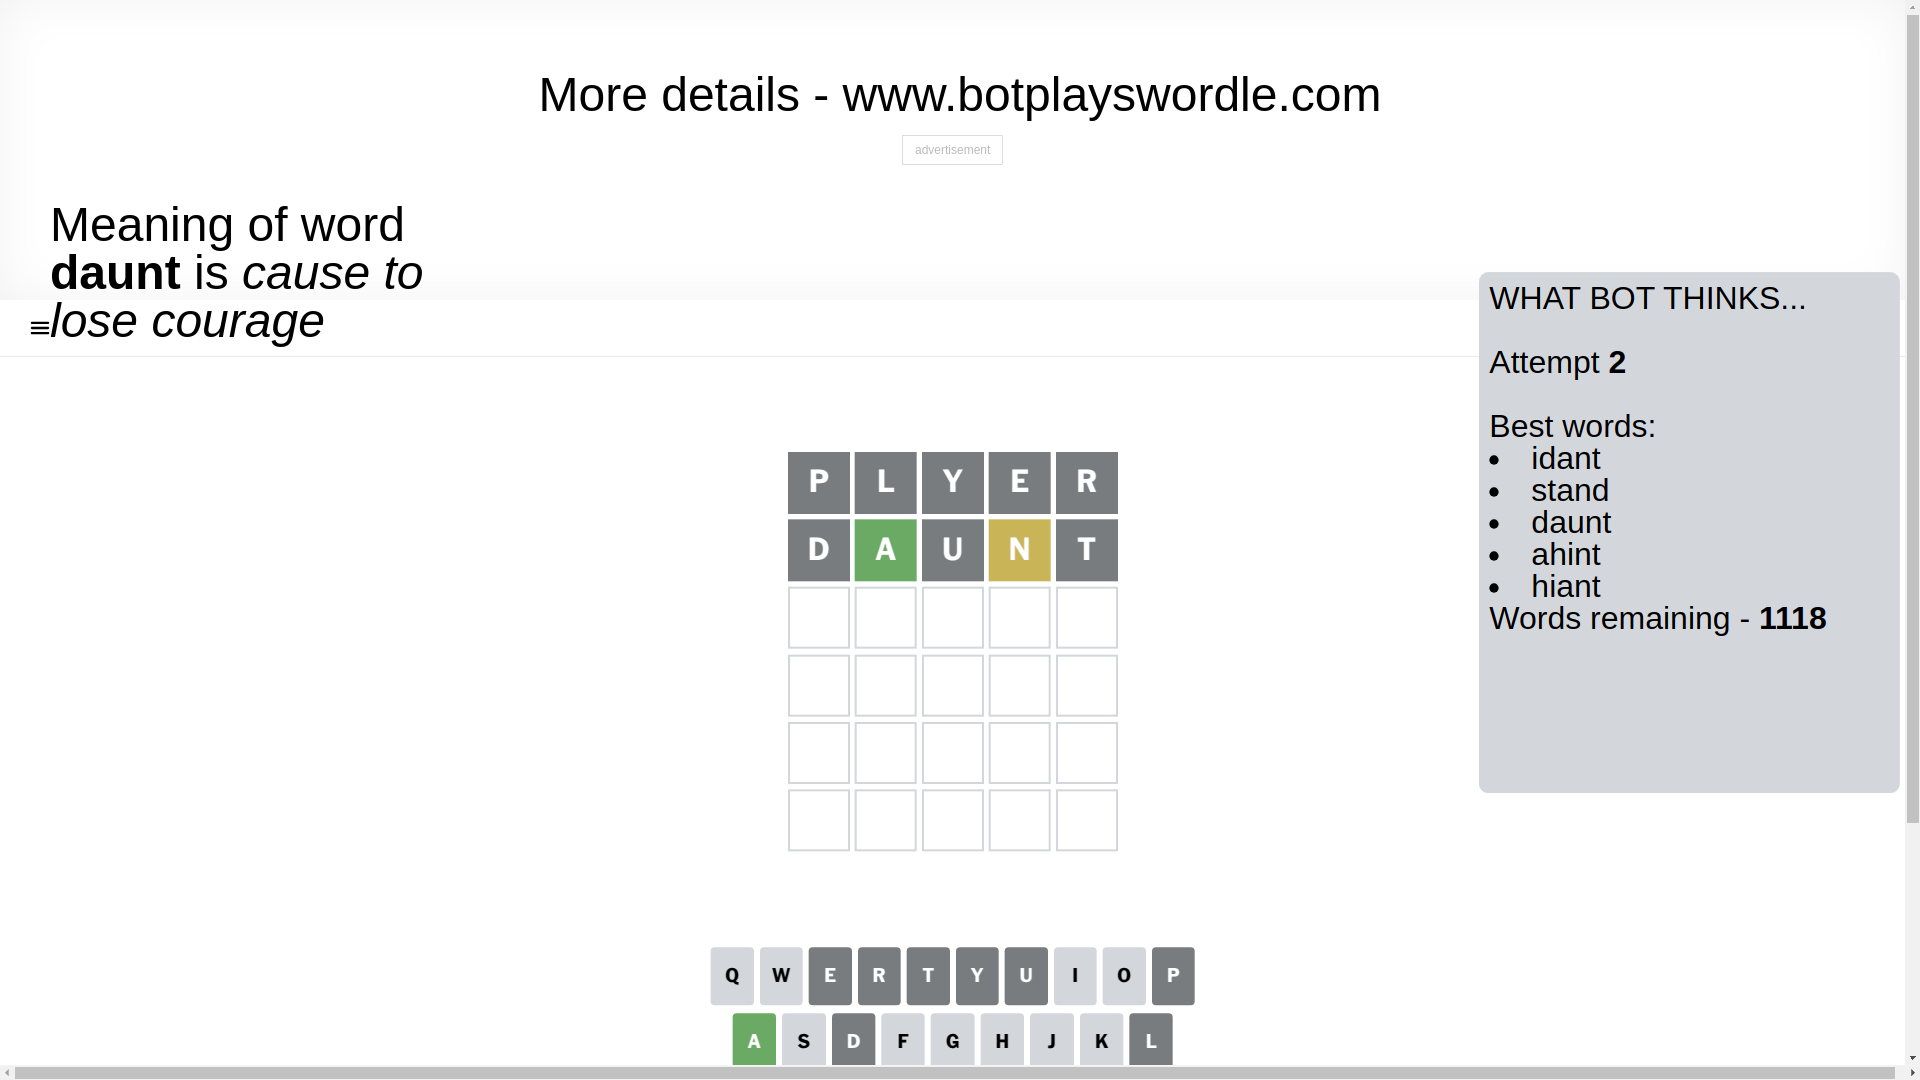 More details - www.botplayswordle.com
advertisement
Meaning of word
daunt is cause to
lose courage
WHAT BOT THINKS...
Attempt 2
Best words:
• idant
• stand
• daunt
• ahint
• hiant
Words remaining - 1118
P L Y E R
D A U N T
Q W E R T Y U I O P
A S D F G H J K L